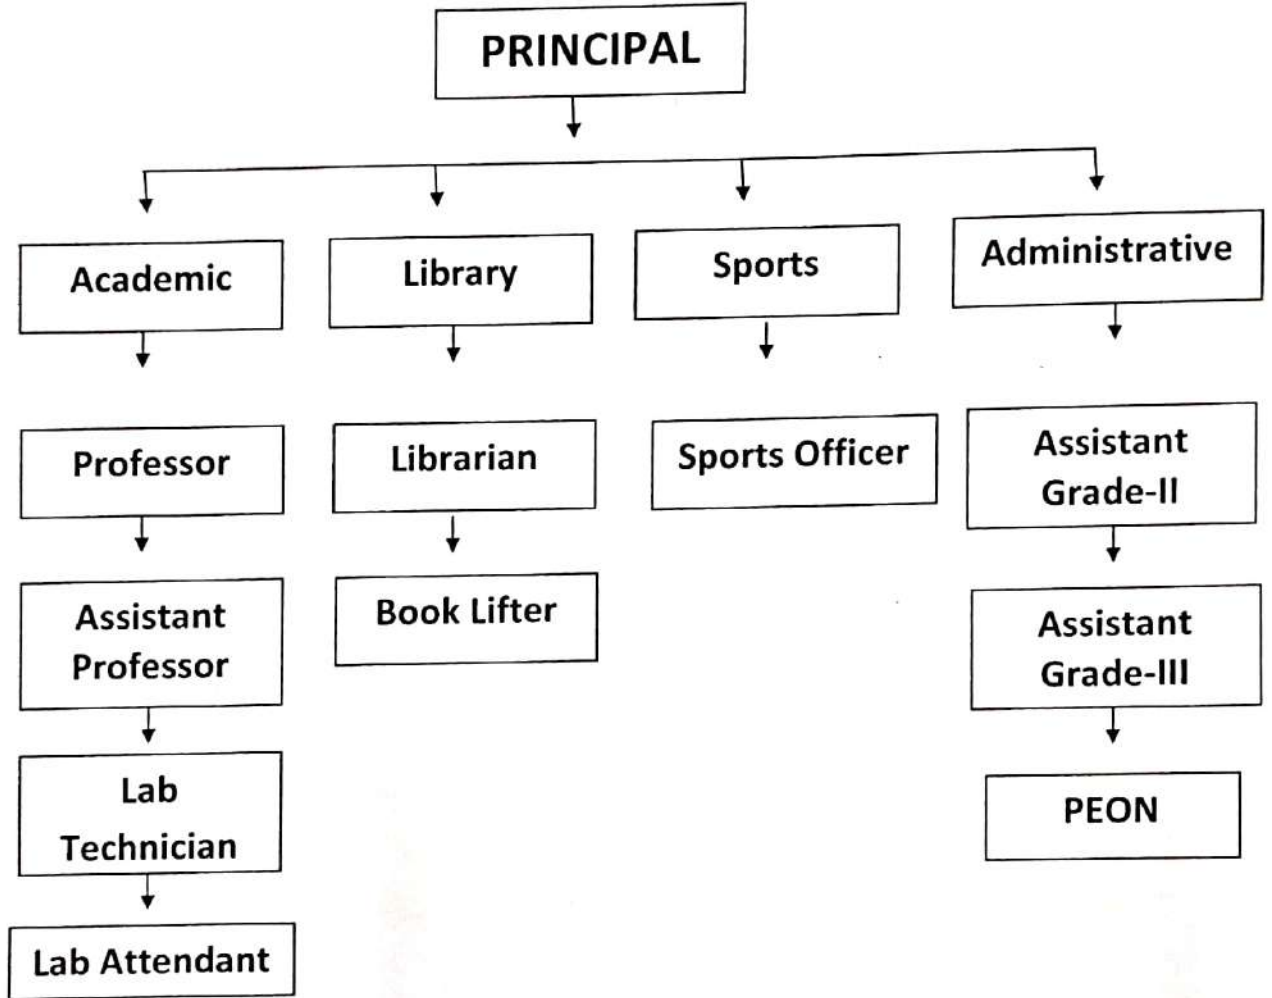 PRINCIPAL
Academic
Library
Sports
Administrative
Professor
Librarian
Sports Officer
Assistant
Grade-II
Assistant
Professor
Book Lifter
Assistant
Grade-III
Lab
Technician
PEON
Lab Attendant